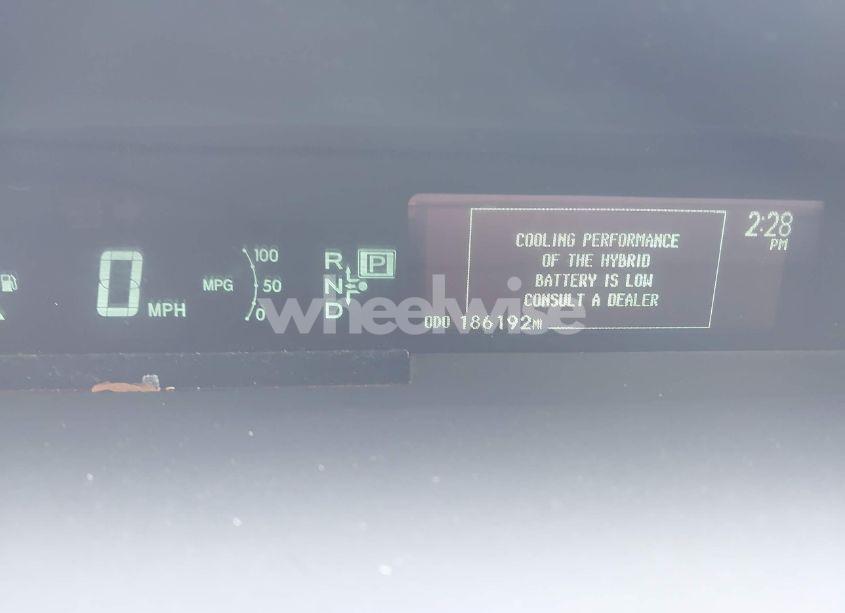 0 MPH
MPG
100
50
0
R
N
D
P
COOLING PERFORMANCE
OF THE HYBRID
BATTERY IS LOW
CONSULT A DEALER
2:28
PM
ODO 186192MI
wheelwise